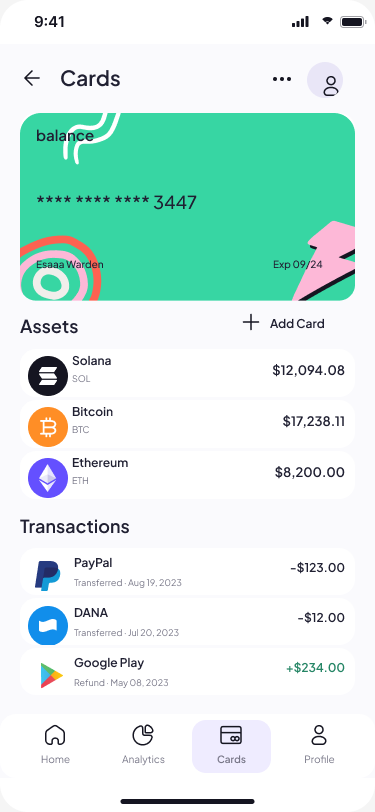 9:41
Cards
balance
**** **** **** 3447
Esaaa Warden Exp 09/24
Assets Add Card
Solana
SOL
$12,094.08
Bitcoin
BTC
$17,238.11
Ethereum
ETH
$8,200.00
Transactions
PayPal
Transferred · Aug 19, 2023
-$123.00
DANA
Transferred · Jul 20, 2023
-$12.00
Google Play
Refund · May 08, 2023
+$234.00
Home Analytics Cards Profile